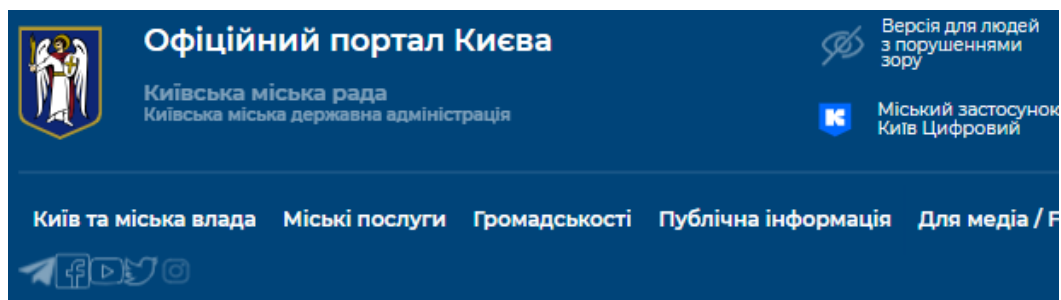 Офіційний портал Києва
Київська міська рада
Київська міська державна адміністрація
Версія для людей
з порушеннями
зору
Міський застосунок
Київ Цифровий
Київ та міська влада Міські послуги Громадськості Публічна інформація Для медіа / F